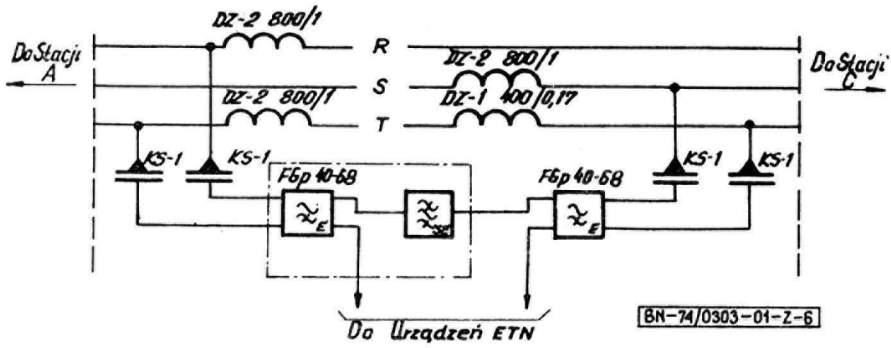 DZ-2 800/1
R
Do Stacji
A
DZ-2 800/1
Do Stacji
C
S
DZ-2 800/1
DZ-1 400/0,17
T
KS-1
KS-1
KS-1
KS-1
FGp 40-68
FGp 40-68
E
E
Do Urządzeń ETN
BN-74/0303-01-Z-6